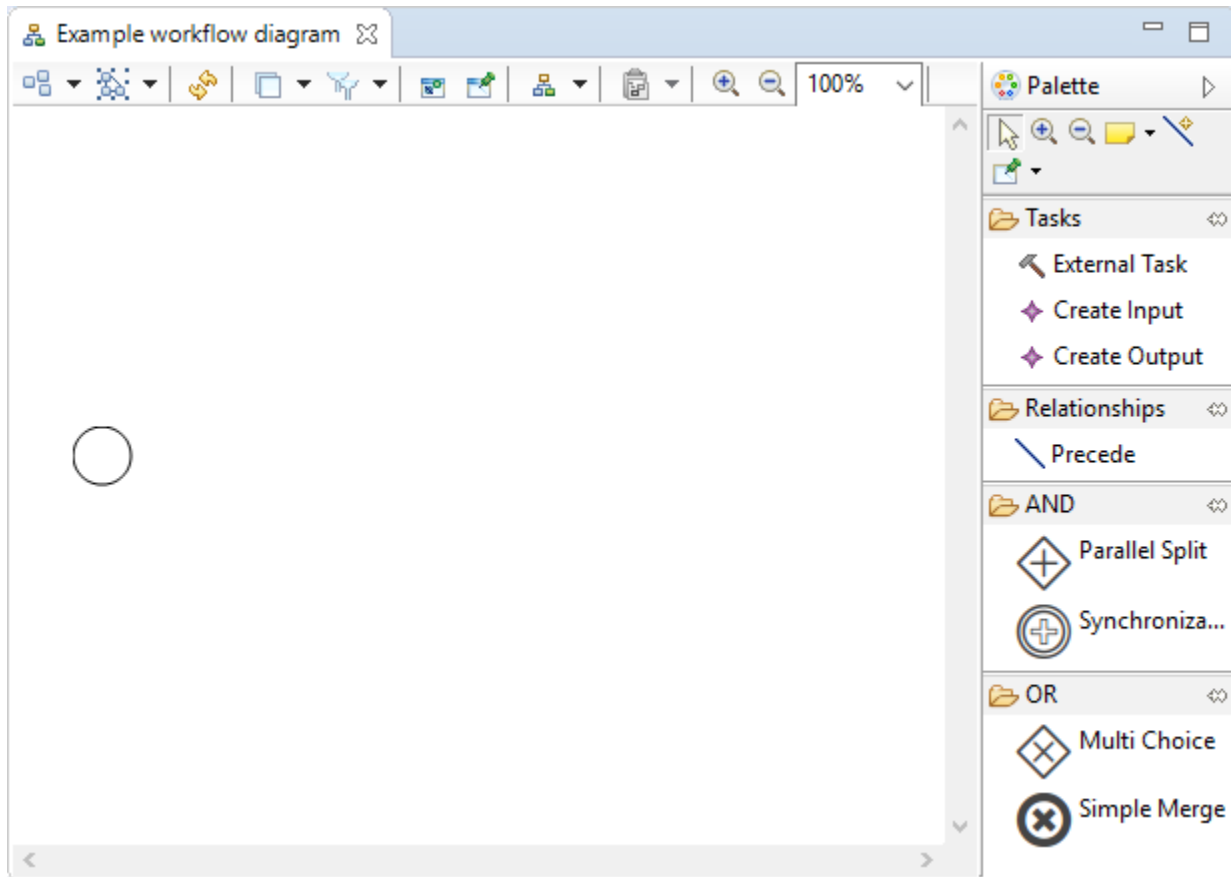 Example workflow diagram
100%
Palette
Tasks
External Task
Create Input
Create Output
Relationships
Precede
AND
Parallel Split
Synchroniza...
OR
Multi Choice
Simple Merge